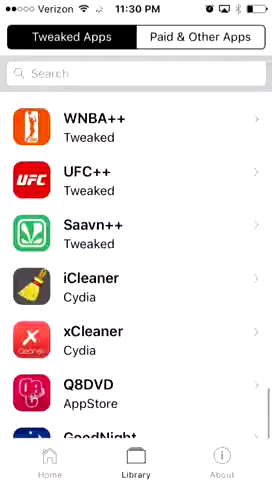 Verizon 11:30 PM
Tweaked Apps Paid & Other Apps
Search
WNBA++
Tweaked
UFC
UFC++
Tweaked
Saavn++
Tweaked
iCleaner
Cydia
X
xCleaner
Cydia
Q8DVD
AppStore
GoodNight
Home Library About